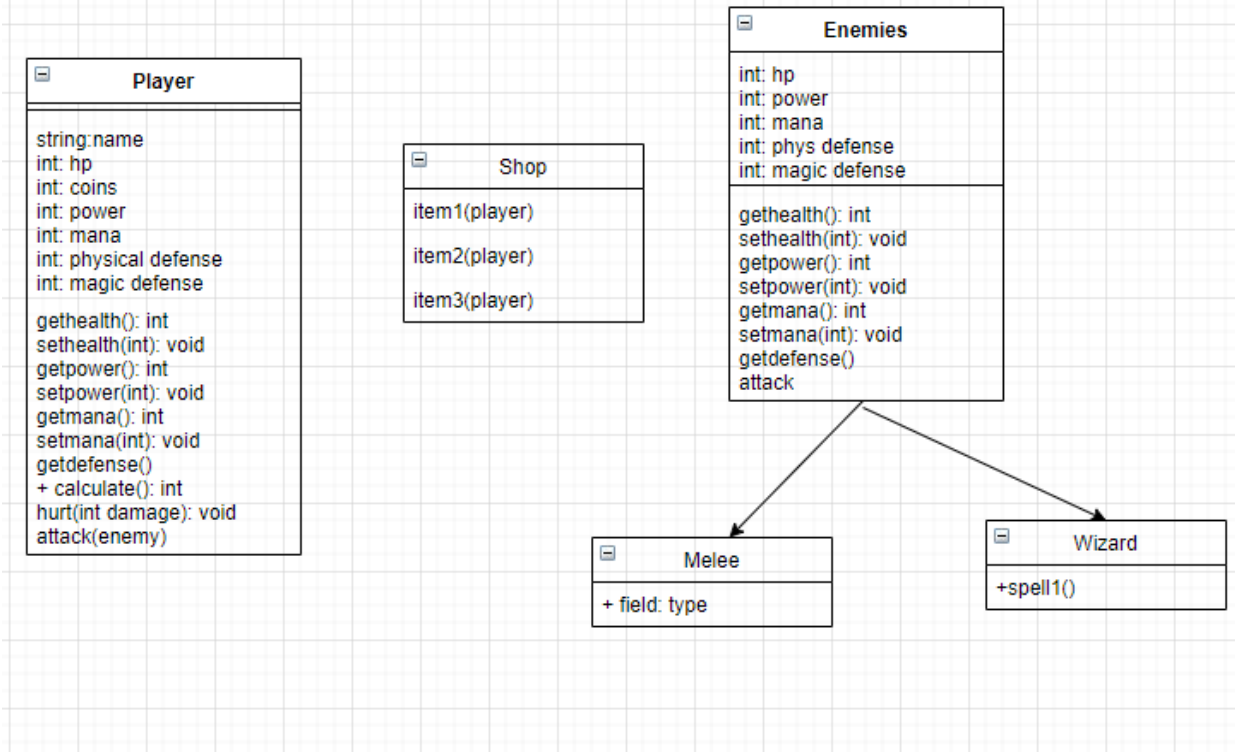 Player
string:name
int: hp
int: coins
int: power
int: mana
int: physical defense
int: magic defense
gethealth(): int
sethealth(int): void
getpower(): int
setpower(int): void
getmana(): int
setmana(int): void
getdefense()
+ calculate(): int
hurt(int damage): void
attack(enemy)
Shop
item1(player)
item2(player)
item3(player)
Enemies
int: hp
int: power
int: mana
int: phys defense
int: magic defense
gethealth(): int
sethealth(int): void
getpower(): int
setpower(int): void
getmana(): int
setmana(int): void
getdefense()
attack
Melee
+ field: type
Wizard
+spell1()